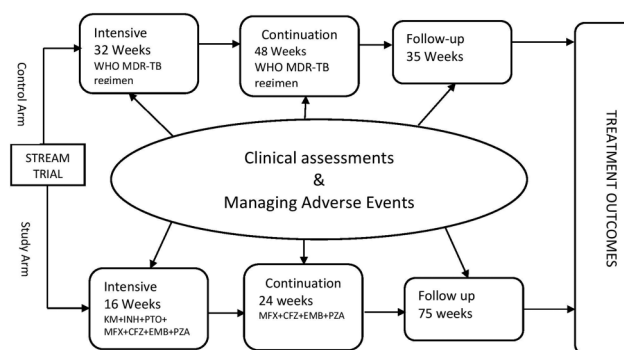 Intensive
32 Weeks
WHO MDR-TB
regimen
Continuation
48 Weeks
WHO MDR-TB
regimen
Follow-up
35 Weeks
Control Arm
STREAM
TRIAL
Study Arm
Clinical assessments
&
Managing Adverse Events
TREATMENT OUTCOMES
Intensive
16 Weeks
KM+INH+PTO+
MFX+CFZ+EMB+PZA
Continuation
24 weeks
MFX+CFZ+EMB+PZA
Follow up
75 weeks